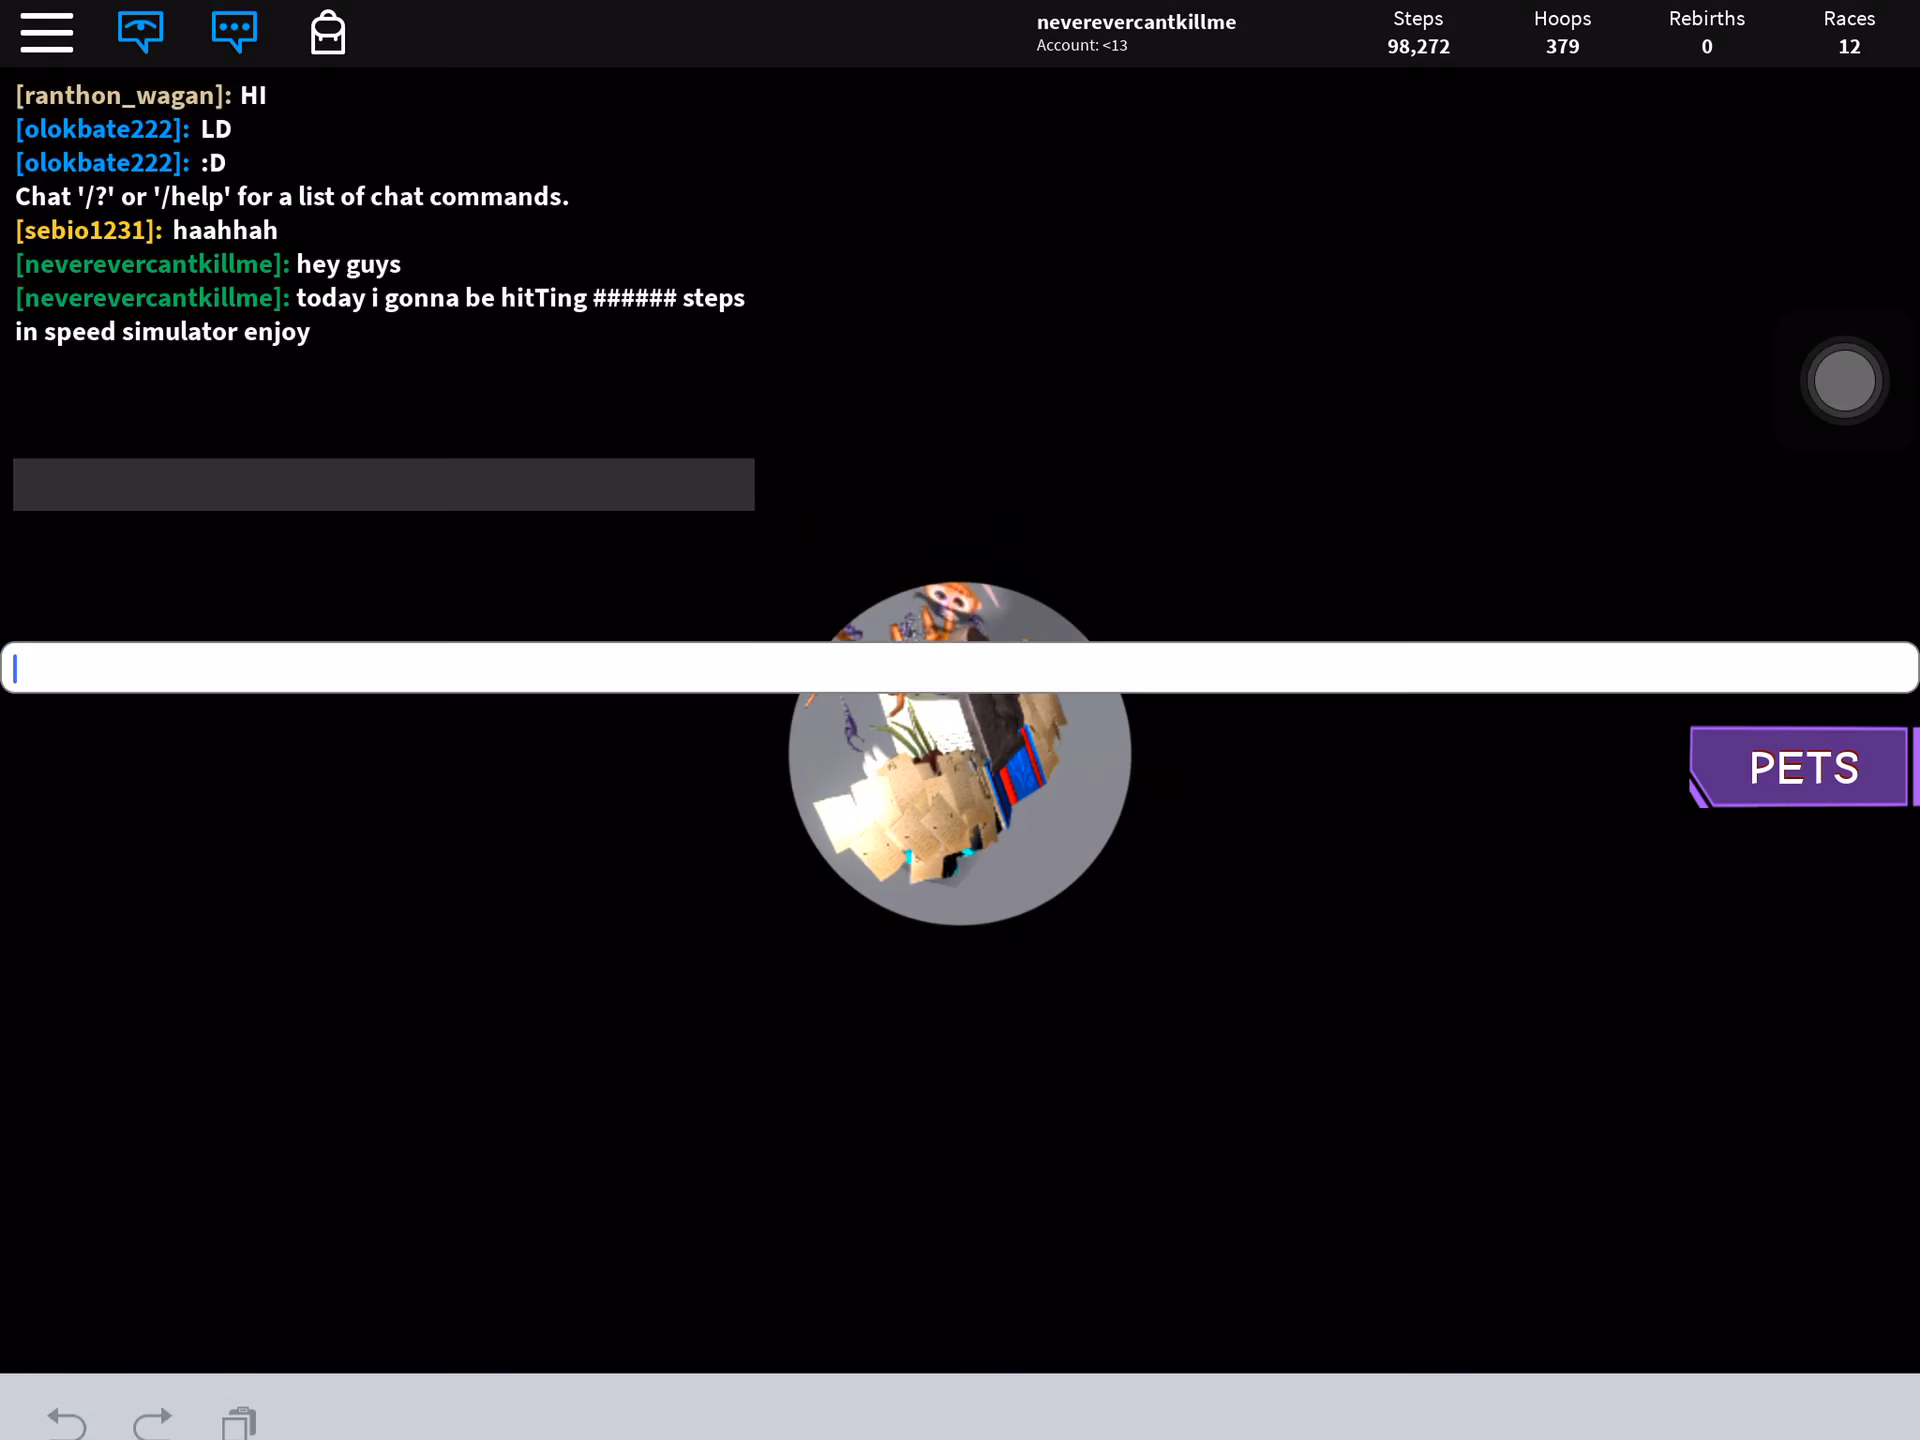 neverevercantkillme
Account: <13
Steps
98,272
Hoops
379
Rebirths
0
Races
12
[ranthon_wagan]: HI
[olokbate222]: LD
[olokbate222]: :D
Chat '/?' or '/help' for a list of chat commands.
[sebio1231]: haahhah
[neverevercantkillme]: hey guys
[neverevercantkillme]: today i gonna be hitTing ###### steps
in speed simulator enjoy
PETS